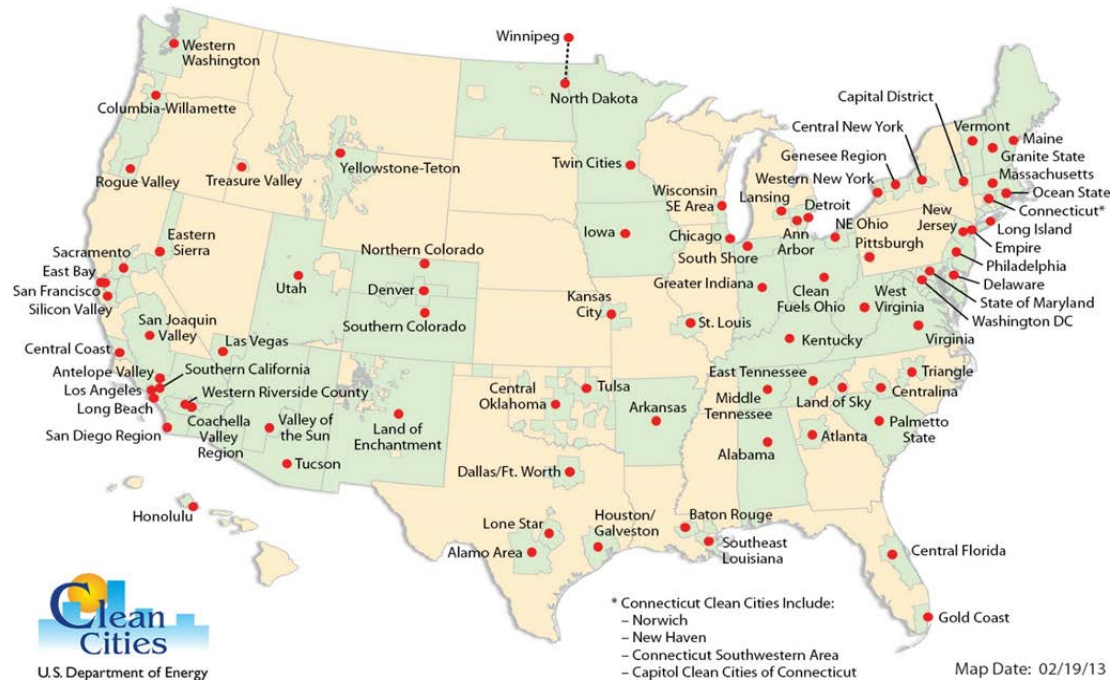 Winnipeg
Western
Washington
North Dakota
Capital District
Columbia-Willamette
Central New York
Vermont
Maine
Genesee Region
Granite State
Twin Cities
Western New York
Massachusetts
Rogue Valley
Treasure Valley
Yellowstone-Teton
Wisconsin
SE Area
Lansing
Detroit
Ocean State
Connecticut*
Ann
Arbor
NE Ohio
New
Jersey
Long Island
Eastern
Sierra
Iowa
Chicago
South Shore
Pittsburgh
Empire
Sacramento
Northern Colorado
Philadelphia
East Bay
Utah
Denver
Greater Indiana
Clean
Fuels Ohio
West
Virginia
Delaware
San Francisco
Silicon Valley
Kansas
City
State of Maryland
Southern Colorado
St. Louis
Washington DC
San Joaquin
Valley
Kentucky
Virginia
Central Coast
Las Vegas
Antelope Valley
Southern California
East Tennessee
Triangle
Los Angeles
Western Riverside County
Central
Oklahoma
Tulsa
Middle
Tennessee
Land of Sky
Centralina
Long Beach
Arkansas
San Diego Region
Coachella
Valley
Region
Valley
of the Sun
Land of
Enchantment
Palmetto
State
Alabama
Atlanta
Tucson
Dallas/Ft. Worth
Honolulu
Lone Star
Houston/
Galveston
Baton Rouge
Alamo Area
Southeast
Louisiana
Central Florida
Gold Coast
Clean
Cities
U.S. Department of Energy
* Connecticut Clean Cities Include:
– Norwich
– New Haven
– Connecticut Southwestern Area
– Capitol Clean Cities of Connecticut
Map Date: 02/19/13